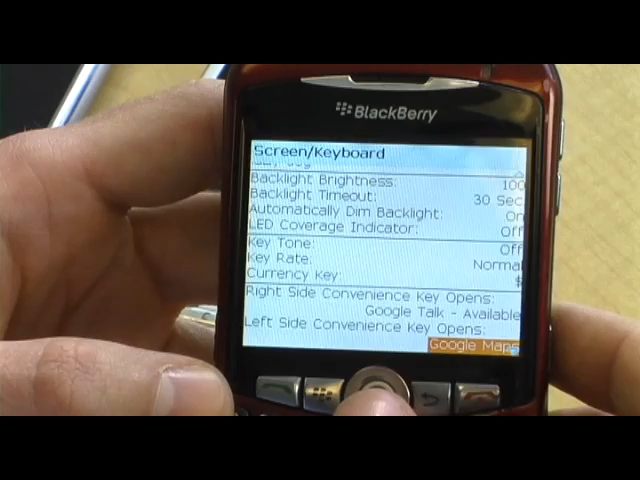 BlackBerry
Screen/Keyboard
Backlight Brightness: 100
Backlight Timeout: 30 Sec
Automatically Dim Backlight: On
LED Coverage Indicator: Off
Key Tone: Off
Key Rate: Normal
Currency Key: $
Right Side Convenience Key Opens:
Google Talk - Available
Left Side Convenience Key Opens:
Google Maps